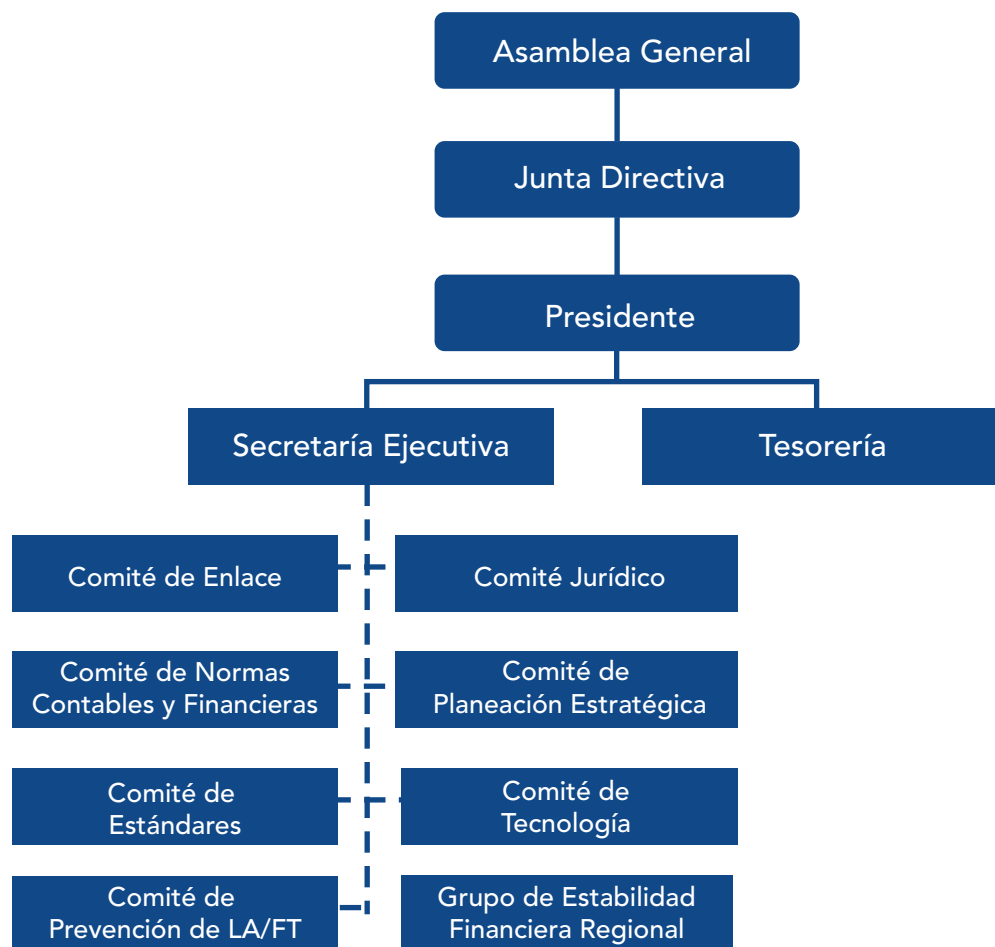 Asamblea General
Junta Directiva
Presidente
Secretaría Ejecutiva
Tesorería
Comité de Enlace
Comité Jurídico
Comité de Normas
Contables y Financieras
Comité de
Planeación Estratégica
Comité de
Estándares
Comité de
Tecnología
Comité de
Prevención de LA/FT
Grupo de Estabilidad
Financiera Regional